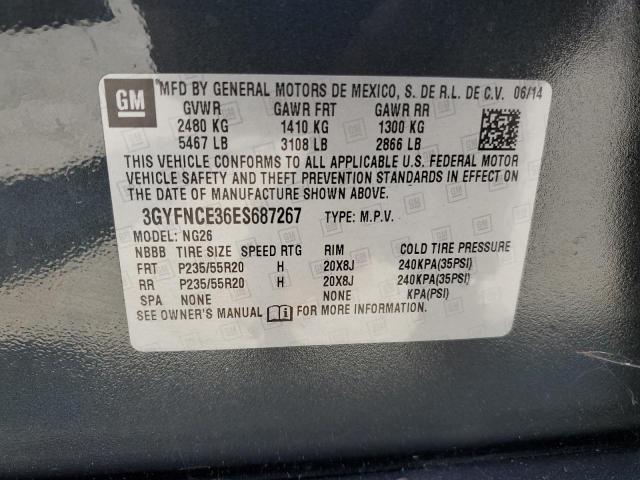 GM
MFD BY GENERAL MOTORS DE MEXICO, S. DE R.L. DE C.V. 06/14
GVWR GAWR FRT GAWR RR
2480 KG 1410 KG 1300 KG
5467 LB 3108 LB 2866 LB
THIS VEHICLE CONFORMS TO ALL APPLICABLE U.S. FEDERAL MOTOR
VEHICLE SAFETY AND THEFT PREVENTION STANDARDS IN EFFECT ON
THE DATE OF MANUFACTURE SHOWN ABOVE.
3GYFNCE36ES687267 TYPE: M.P.V.
MODEL: NG26
NBBB TIRE SIZE SPEED RTG RIM COLD TIRE PRESSURE
FRT P235/55R20 H 20X8J 240KPA(35PSI)
RR P235/55R20 H 20X8J 240KPA(35PSI)
SPA NONE NONE KPA(PSI)
SEE OWNER'S MANUAL FOR MORE INFORMATION